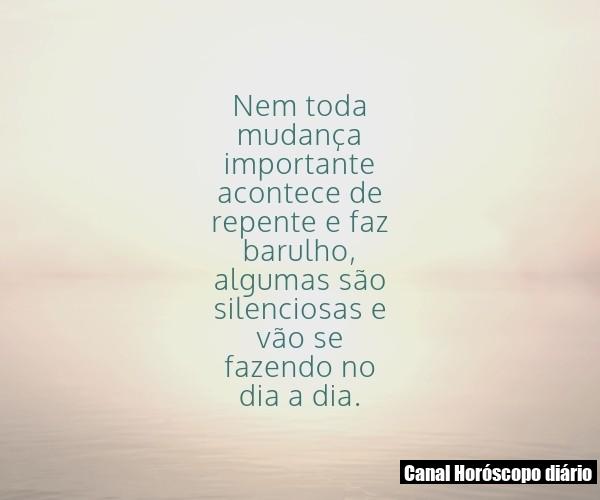 Nem toda
mudança
importante
acontece de
repente e faz
barulho,
algumas são
silenciosas e
vão se
fazendo no
dia a dia.
Canal Horóscopo diário